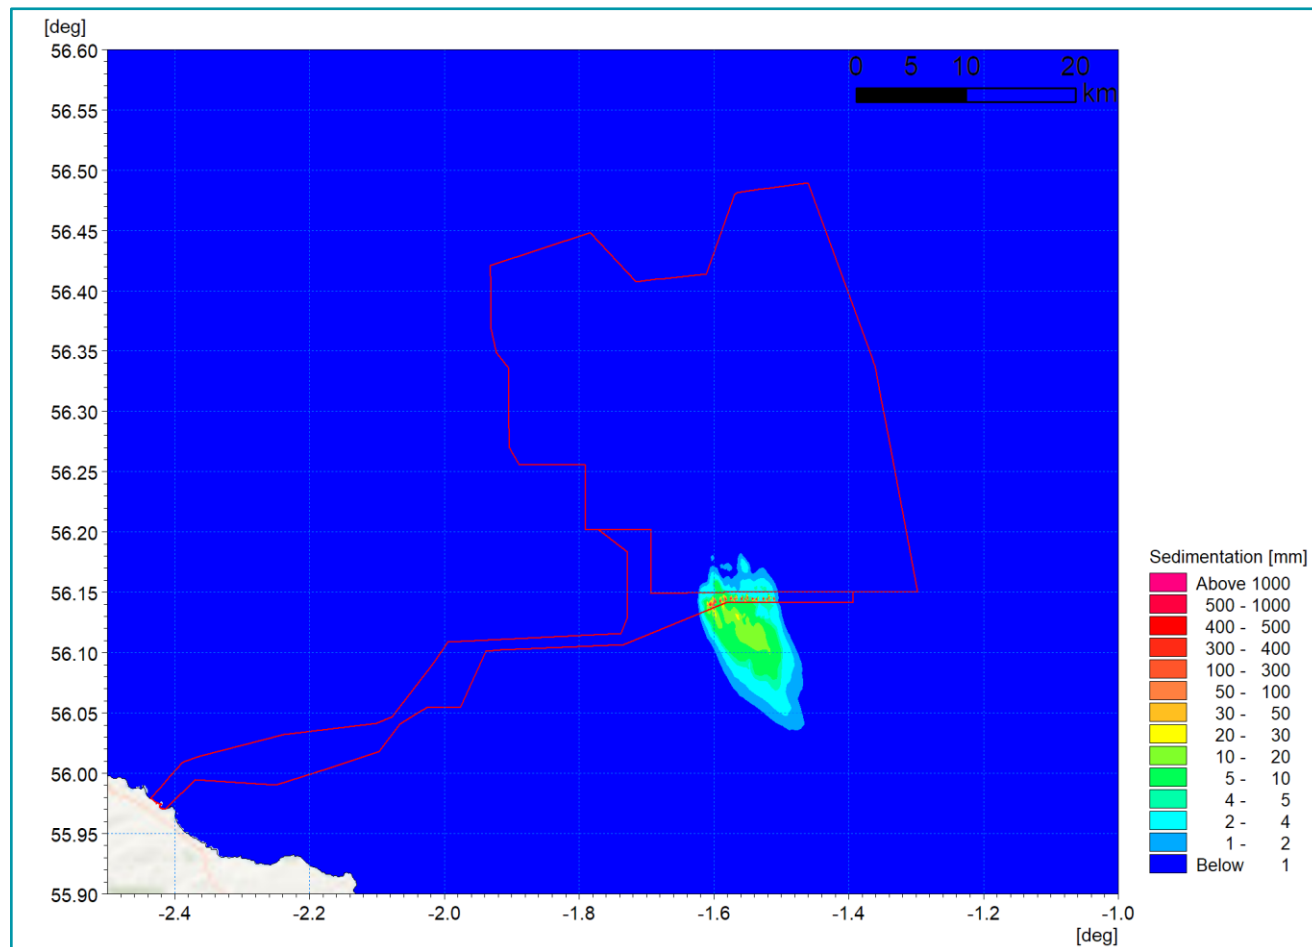 [deg]
56.60
56.55
56.50
56.45
56.40
56.35
56.30
56.25
56.20
56.15
56.10
56.05
56.00
55.95
55.90
0 5 10 20
km
-2.4 -2.2 -2.0 -1.8 -1.6 -1.4 -1.2 -1.0
[deg]
Sedimentation [mm]
Above 1000
500 - 1000
400 - 500
300 - 400
100 - 300
50 - 100
30 - 50
20 - 30
10 - 20
5 - 10
4 - 5
2 - 4
1 - 2
Below 1